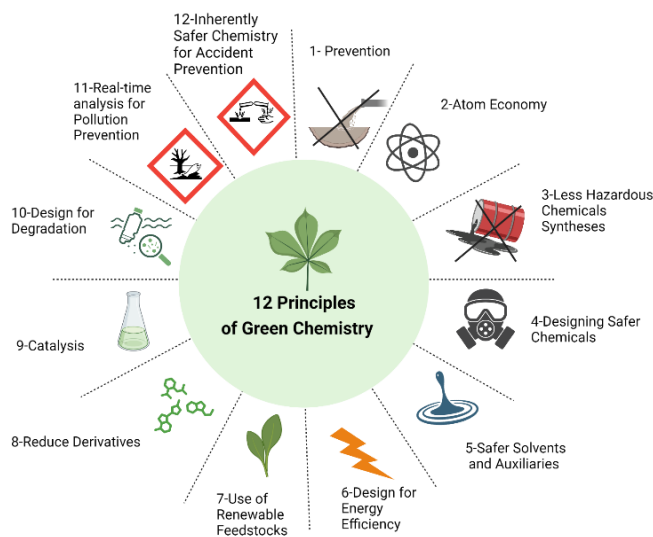 12 Principles
of Green Chemistry
1- Prevention
2-Atom Economy
3-Less Hazardous
Chemicals
Syntheses
4-Designing Safer
Chemicals
5-Safer Solvents
and Auxiliaries
6-Design for
Energy
Efficiency
7-Use of
Renewable
Feedstocks
8-Reduce Derivatives
9-Catalysis
10-Design for
Degradation
11-Real-time
analysis for
Pollution
Prevention
12-Inherently
Safer Chemistry
for Accident
Prevention